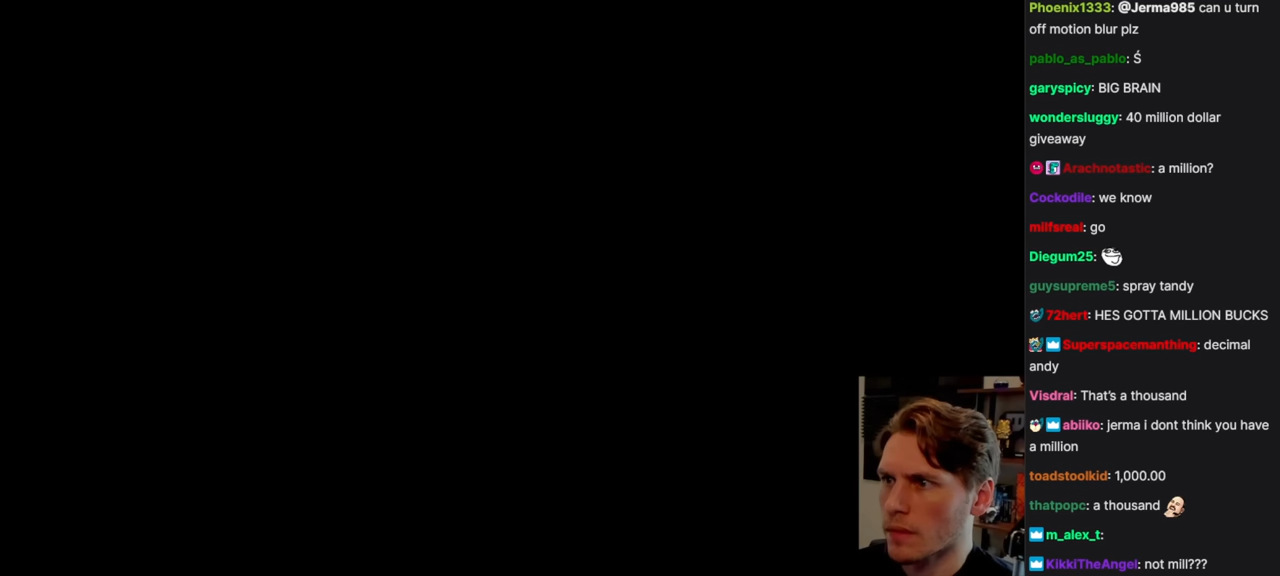 Phoenix1333: @Jerma985 can u turn
off motion blur plz
pablo_as_pablo: Ś
garyspicy: BIG BRAIN
wondersluggy: 40 million dollar
giveaway
Arachnotastic: a million?
Cockodile: we know
milfsreal: go
Diegum25:
guysupreme5: spray tandy
72hert: HES GOTTA MILLION BUCKS
Superspacemanthing: decimal
andy
Visdral: That's a thousand
abiiko: jerma i dont think you have
a million
toadstoolkid: 1,000.00
thatpopc: a thousand
m_alex_t:
KikkiTheAngel: not mill???